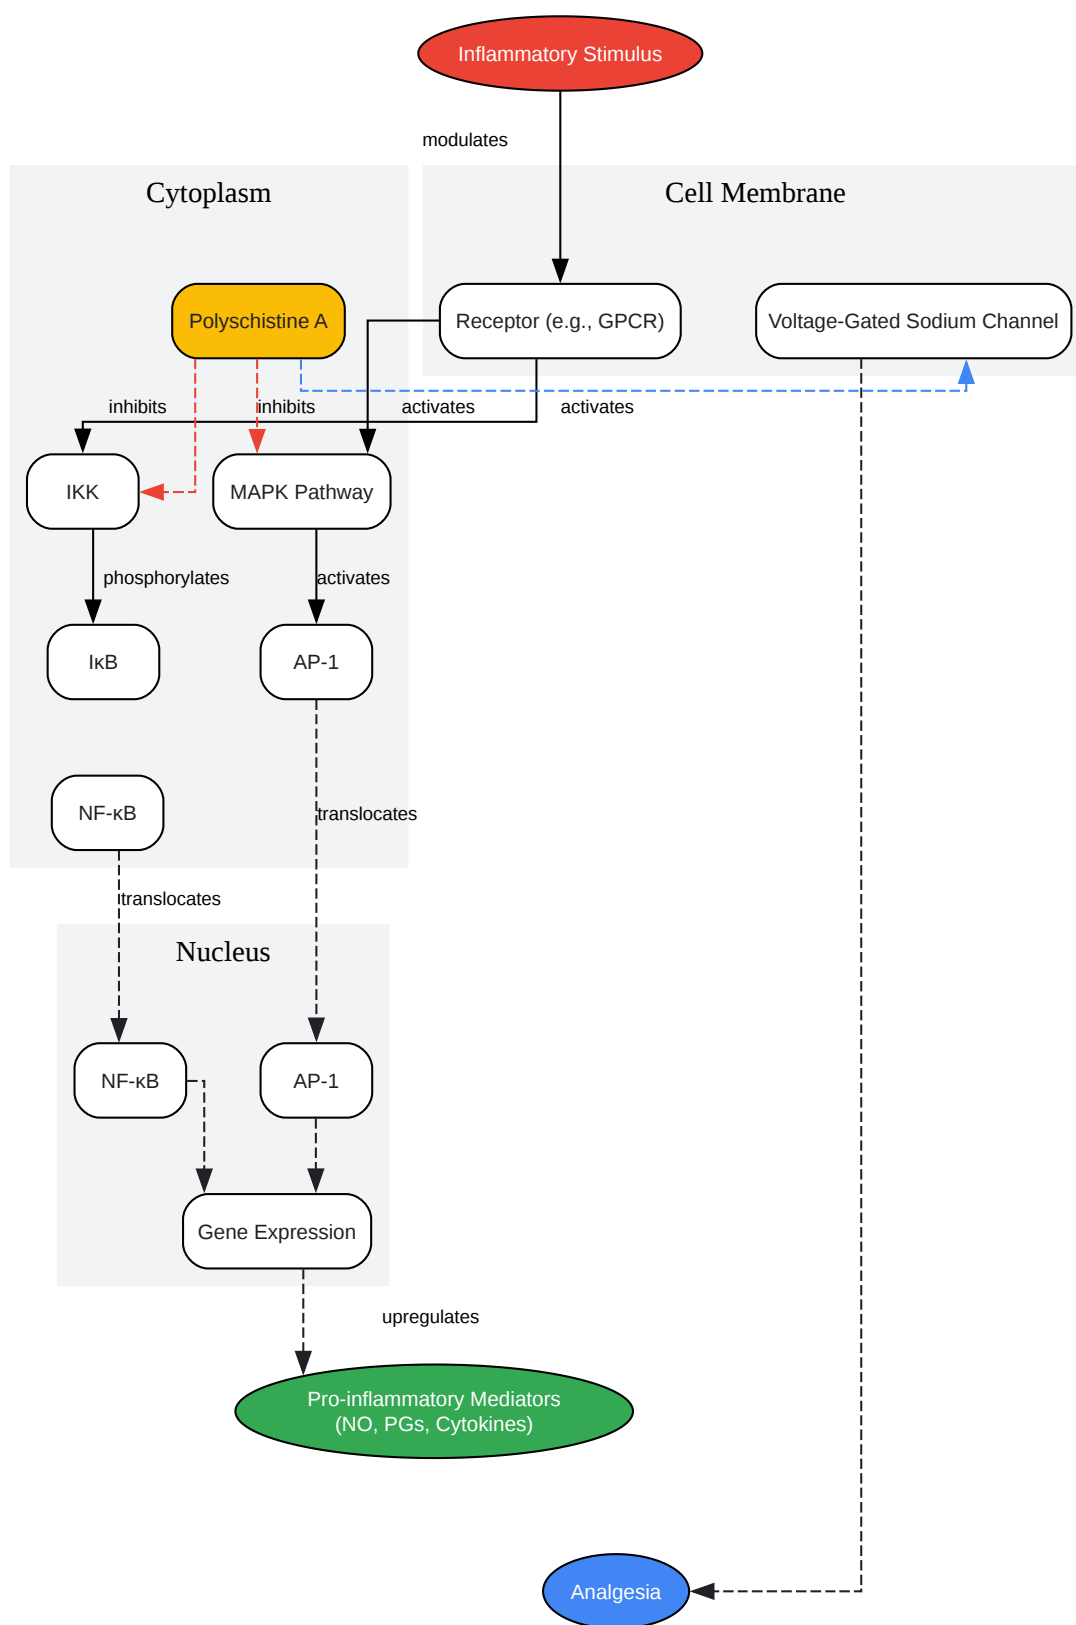 Inflammatory Stimulus
modulates
Cytoplasm
Cell Membrane
Polyschistine A
Receptor (e.g., GPCR)
Voltage-Gated Sodium Channel
inhibits
inhibits
activates
activates
IKK
MAPK Pathway
phosphorylates
activates
IκB
AP-1
NF-κB
translocates
translocates
Nucleus
NF-κB
AP-1
Gene Expression
upregulates
Pro-inflammatory Mediators
(NO, PGs, Cytokines)
Analgesia